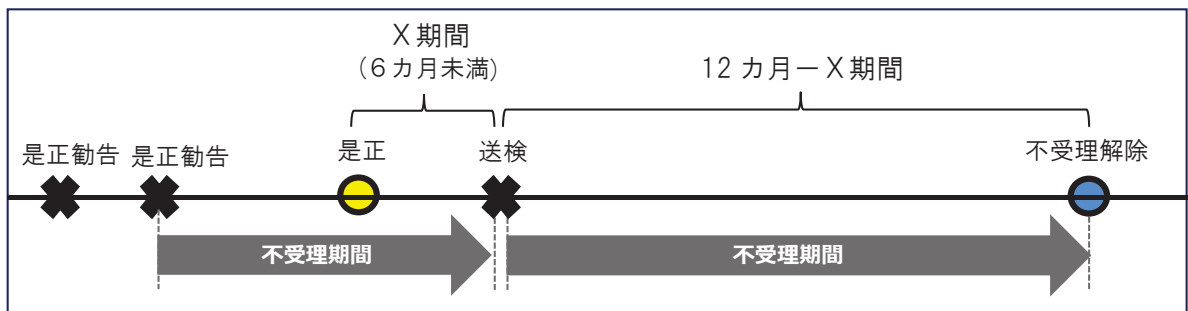 X期間
（6カ月未満）
12カ月ーX期間
是正勧告
是正勧告
是正
送検
不受理解除
不受理期間
不受理期間